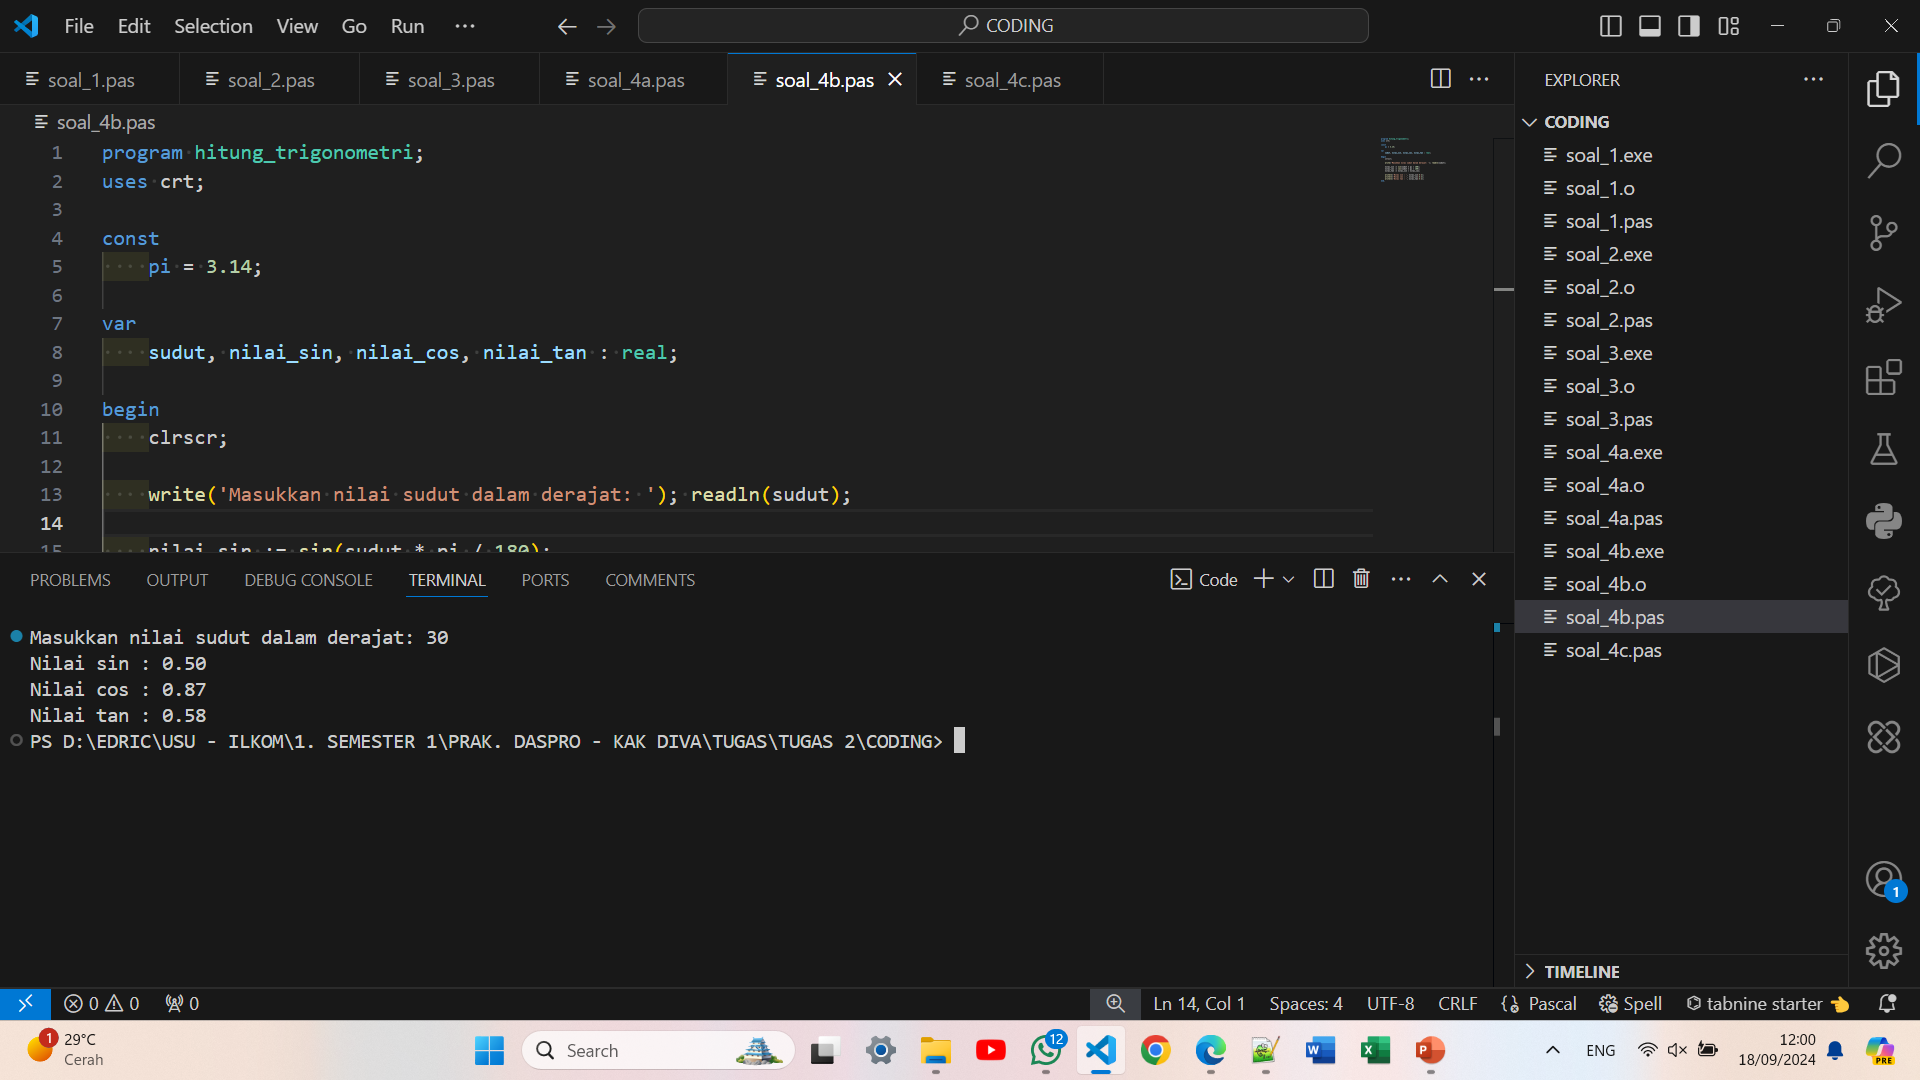 File Edit Selection View Go Run ··· CODING
soal_1.pas soal_2.pas soal_3.pas soal_4a.pas soal_4b.pas soal_4c.pas
soal_4b.pas
1 program hitung_trigonometri;
2 uses crt;
3
4 const
5 pi = 3.14;
6
7 var
8 sudut, nilai_sin, nilai_cos, nilai_tan : real;
9
10 begin
11 clrscr;
12
13 write('Masukkan nilai sudut dalam derajat: '); readln(sudut);
14
15 nilai_sin := sin(sudut * pi / 180);
PROBLEMS OUTPUT DEBUG CONSOLE TERMINAL PORTS COMMENTS Code
Masukkan nilai sudut dalam derajat: 30
Nilai sin : 0.50
Nilai cos : 0.87
Nilai tan : 0.58
PS D:\EDRIC\USU - ILKOM\1. SEMESTER 1\PRAK. DASPRO - KAK DIVA\TUGAS\TUGAS 2\CODING>
EXPLORER
CODING
soal_1.exe
soal_1.o
soal_1.pas
soal_2.exe
soal_2.o
soal_2.pas
soal_3.exe
soal_3.o
soal_3.pas
soal_4a.exe
soal_4a.o
soal_4a.pas
soal_4b.exe
soal_4b.o
soal_4b.pas
soal_4c.pas
TIMELINE
1
0 0 0 Ln 14, Col 1 Spaces: 4 UTF-8 CRLF Pascal Spell tabnine starter
1 29°C
Cerah
Search 12 ENG 12:00
18/09/2024
PRE